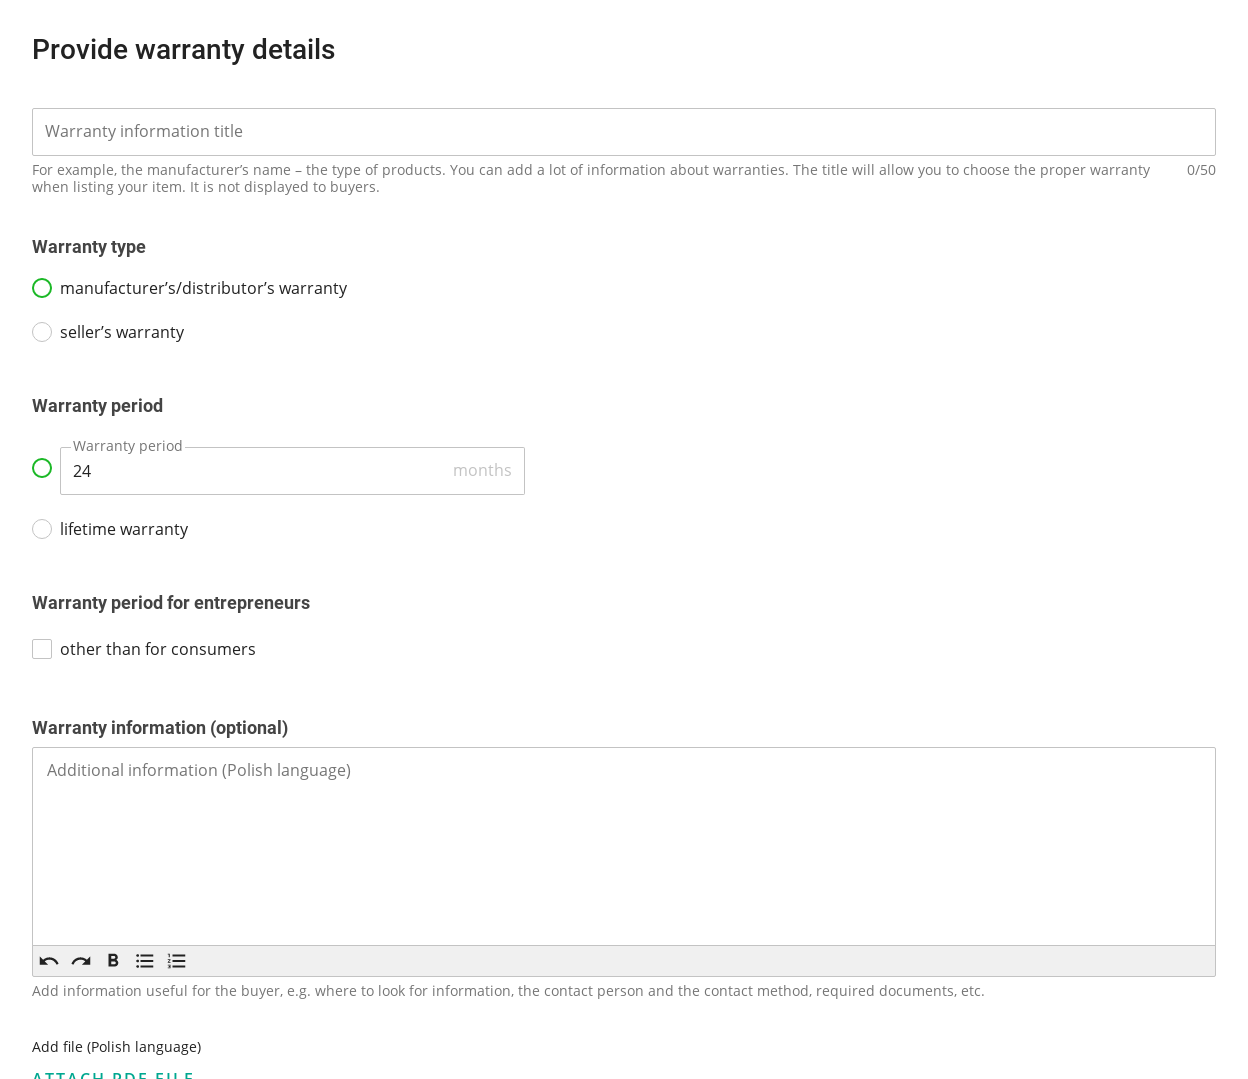 Provide warranty details
Warranty information title
For example, the manufacturer’s name – the type of products. You can add a lot of information about warranties. The title will allow you to choose the proper warranty
0/50
when listing your item. It is not displayed to buyers.
Warranty type
manufacturer’s/distributor’s warranty
seller’s warranty
Warranty period
Warranty period
24
months
lifetime warranty
Warranty period for entrepreneurs
other than for consumers
Warranty information (optional)
Additional information (Polish language)
B
Add information useful for the buyer, e.g. where to look for information, the contact person and the contact method, required documents, etc.
Add file (Polish language)
ATTACH PDF FILE